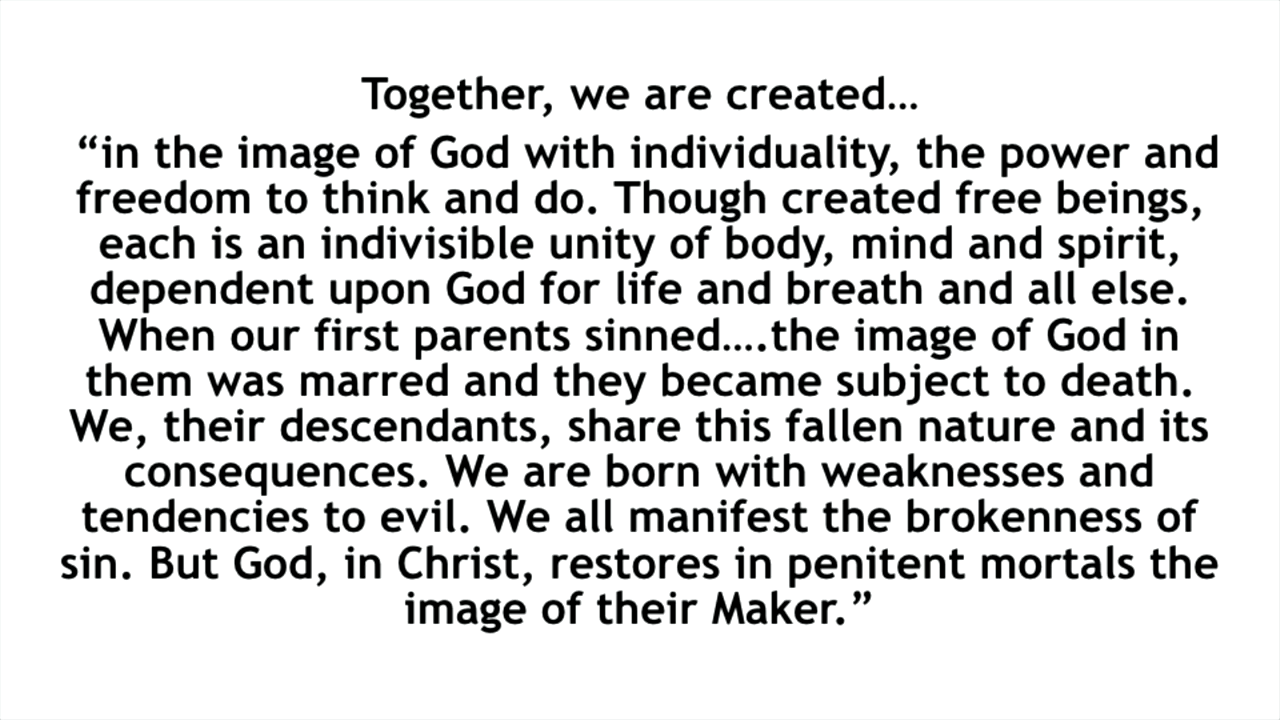 Together, we are created…
“in the image of God with individuality, the power and
freedom to think and do. Though created free beings,
each is an indivisible unity of body, mind and spirit,
dependent upon God for life and breath and all else.
When our first parents sinned….the image of God in
them was marred and they became subject to death.
We, their descendants, share this fallen nature and its
consequences. We are born with weaknesses and
tendencies to evil. We all manifest the brokenness of
sin. But God, in Christ, restores in penitent mortals the
image of their Maker.”